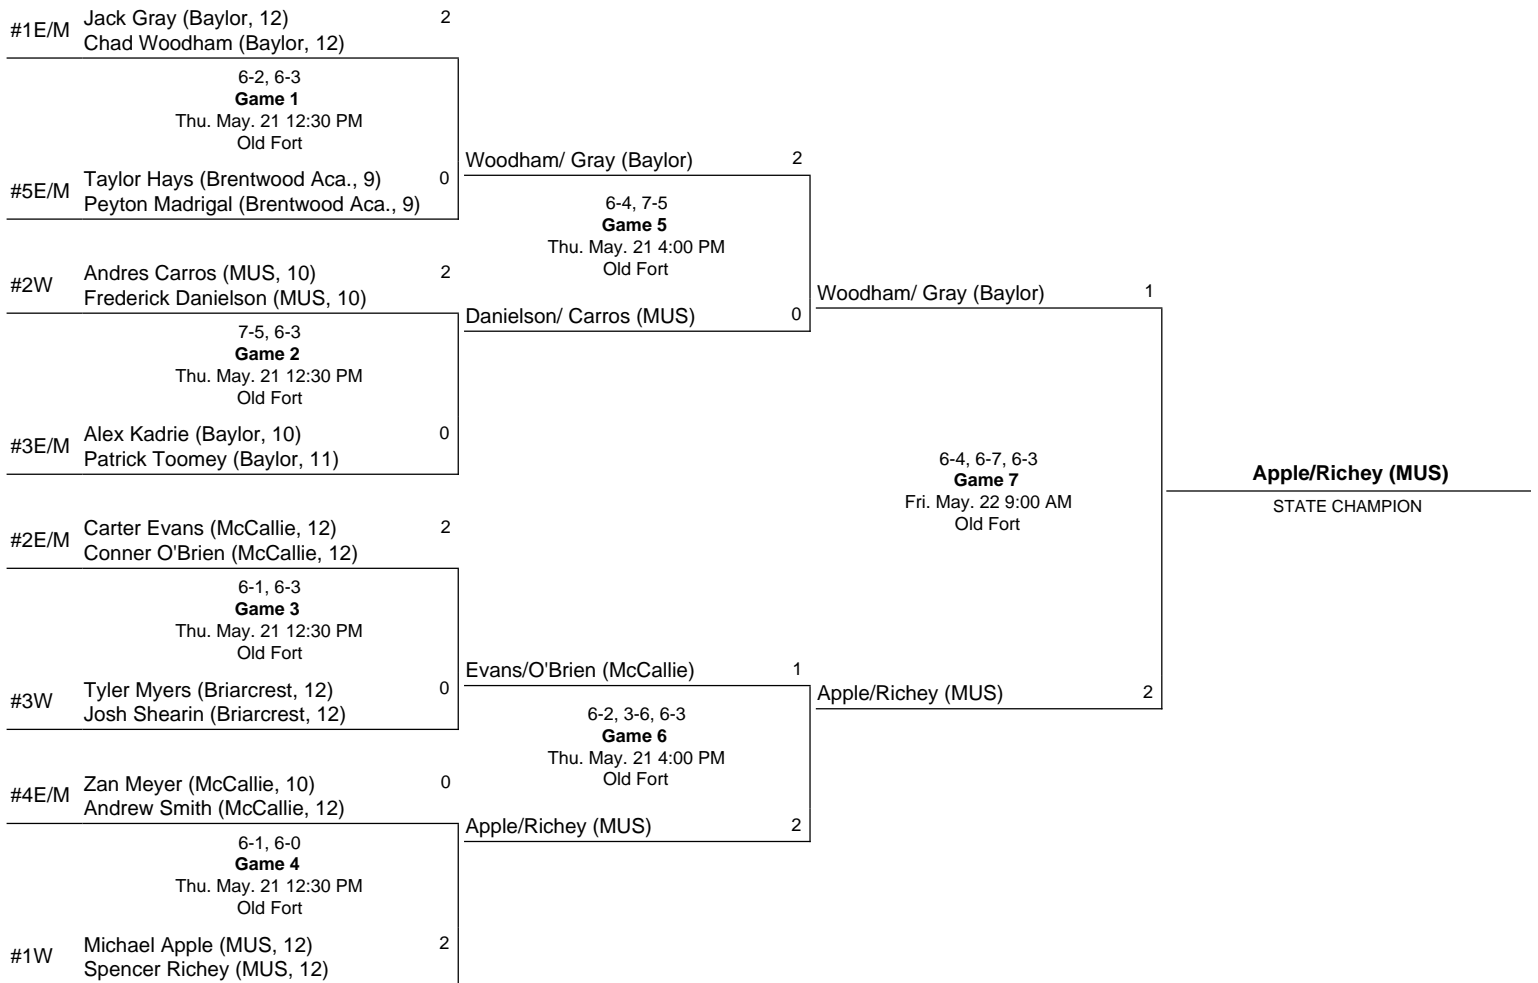 #1E/M Jack Gray (Baylor, 12) 2
Chad Woodham (Baylor, 12)
6-2, 6-3
Game 1
Thu. May. 21 12:30 PM
Old Fort
#5E/M Taylor Hays (Brentwood Aca., 9) 0
Peyton Madrigal (Brentwood Aca., 9)
#2W Andres Carros (MUS, 10) 2
Frederick Danielson (MUS, 10)
7-5, 6-3
Game 2
Thu. May. 21 12:30 PM
Old Fort
#3E/M Alex Kadrie (Baylor, 10) 0
Patrick Toomey (Baylor, 11)
#2E/M Carter Evans (McCallie, 12) 2
Conner O'Brien (McCallie, 12)
6-1, 6-3
Game 3
Thu. May. 21 12:30 PM
Old Fort
#3W Tyler Myers (Briarcrest, 12) 0
Josh Shearin (Briarcrest, 12)
#4E/M Zan Meyer (McCallie, 10) 0
Andrew Smith (McCallie, 12)
6-1, 6-0
Game 4
Thu. May. 21 12:30 PM
Old Fort
#1W Michael Apple (MUS, 12) 2
Spencer Richey (MUS, 12)
Woodham/ Gray (Baylor) 2
6-4, 7-5
Game 5
Thu. May. 21 4:00 PM
Old Fort
Danielson/ Carros (MUS) 0
Evans/O'Brien (McCallie) 1
6-2, 3-6, 6-3
Game 6
Thu. May. 21 4:00 PM
Old Fort
Apple/Richey (MUS) 2
Woodham/ Gray (Baylor) 1
6-4, 6-7, 6-3
Game 7
Fri. May. 22 9:00 AM
Old Fort
Apple/Richey (MUS) 2
Apple/Richey (MUS)
STATE CHAMPION